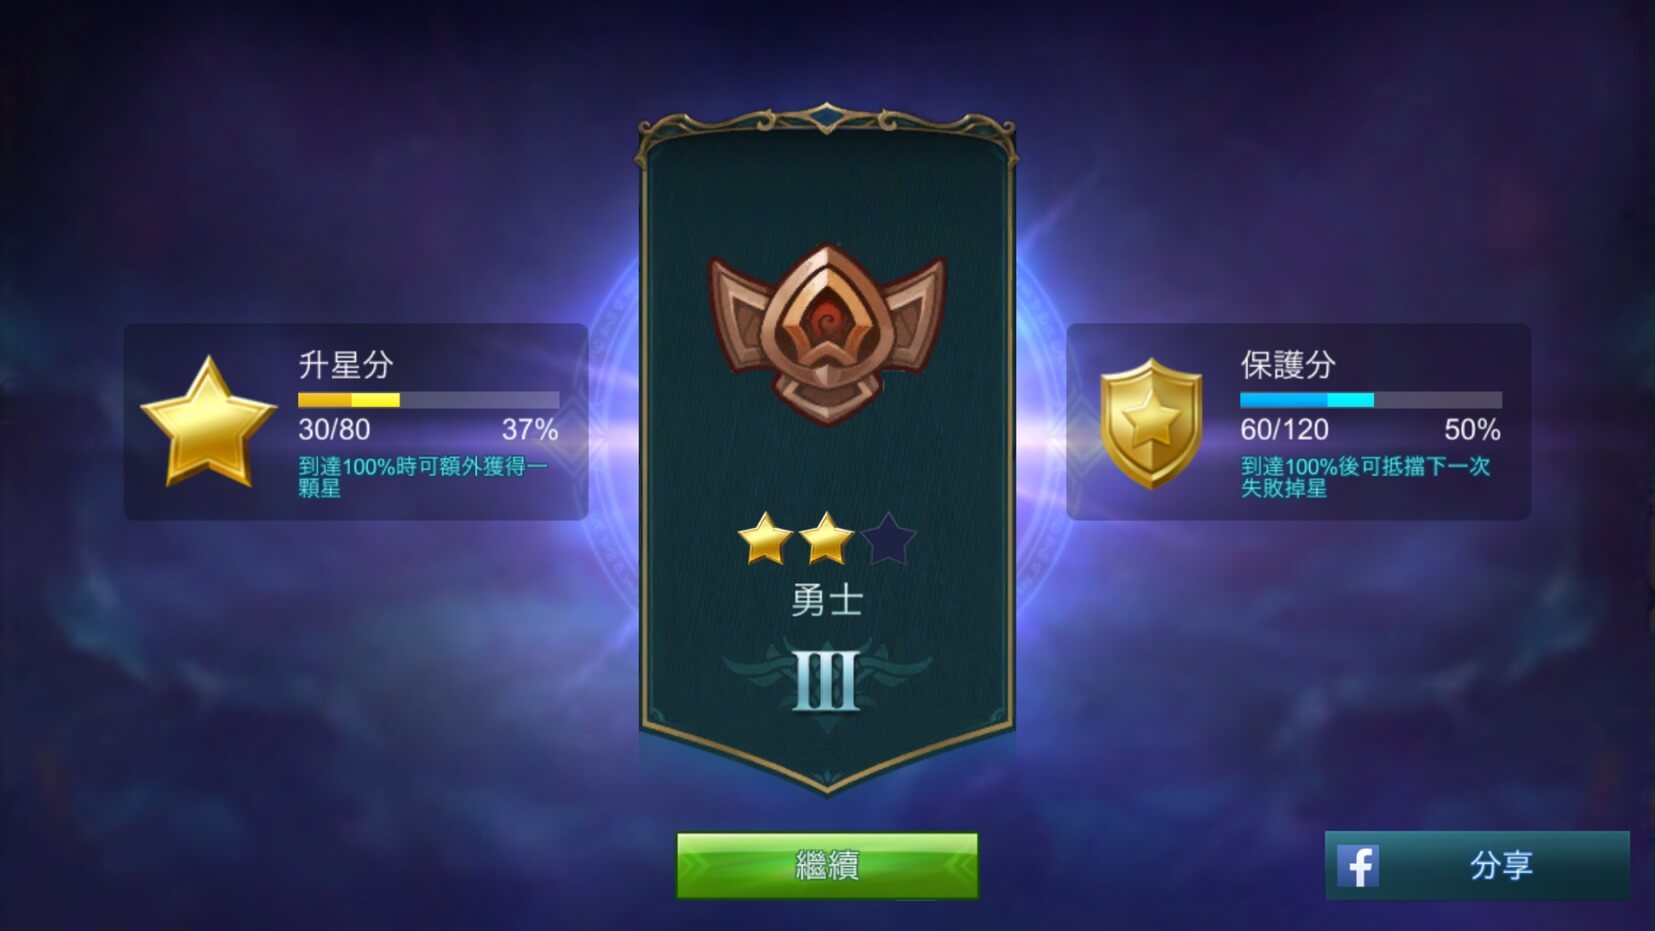 升星分
30/80 37%
到達100%時可額外獲得一
顆星
勇士
III
保護分
60/120 50%
到達100%後可抵擋下一次
失敗掉星
繼續
f 分享